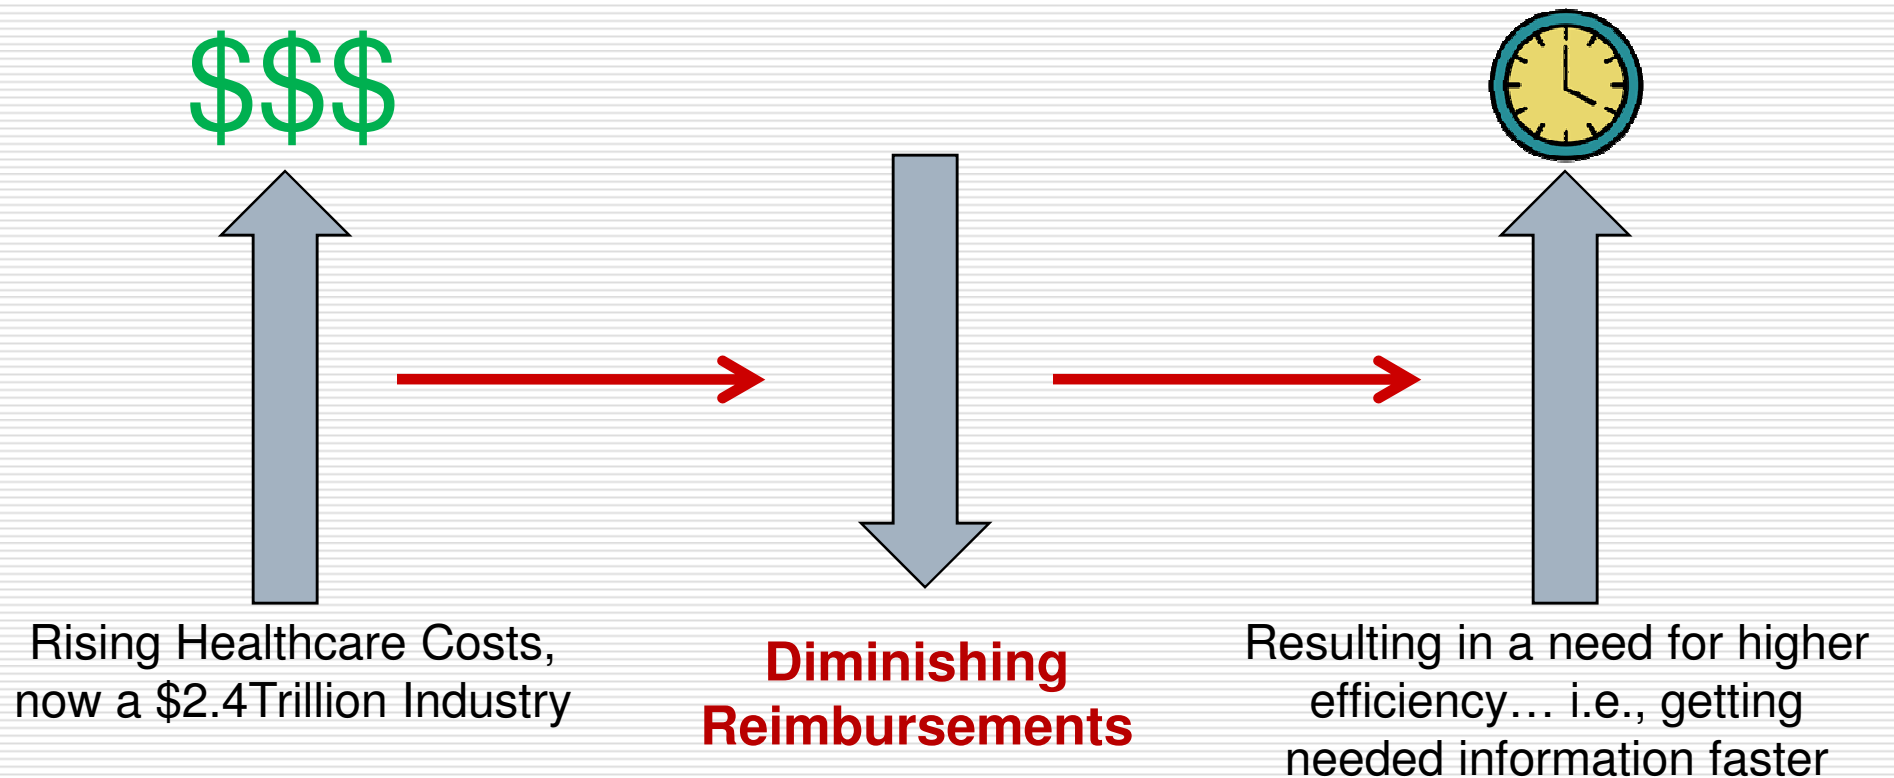 $$$
Rising Healthcare Costs,
now a $2.4Trillion Industry
Diminishing
Reimbursements
Resulting in a need for higher
efficiency… i.e., getting
needed information faster